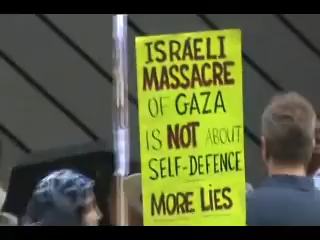 ISRAELI
MASSACRE
OF GAZA
IS NOT ABOUT
SELF-DEFENCE
MORE LIES